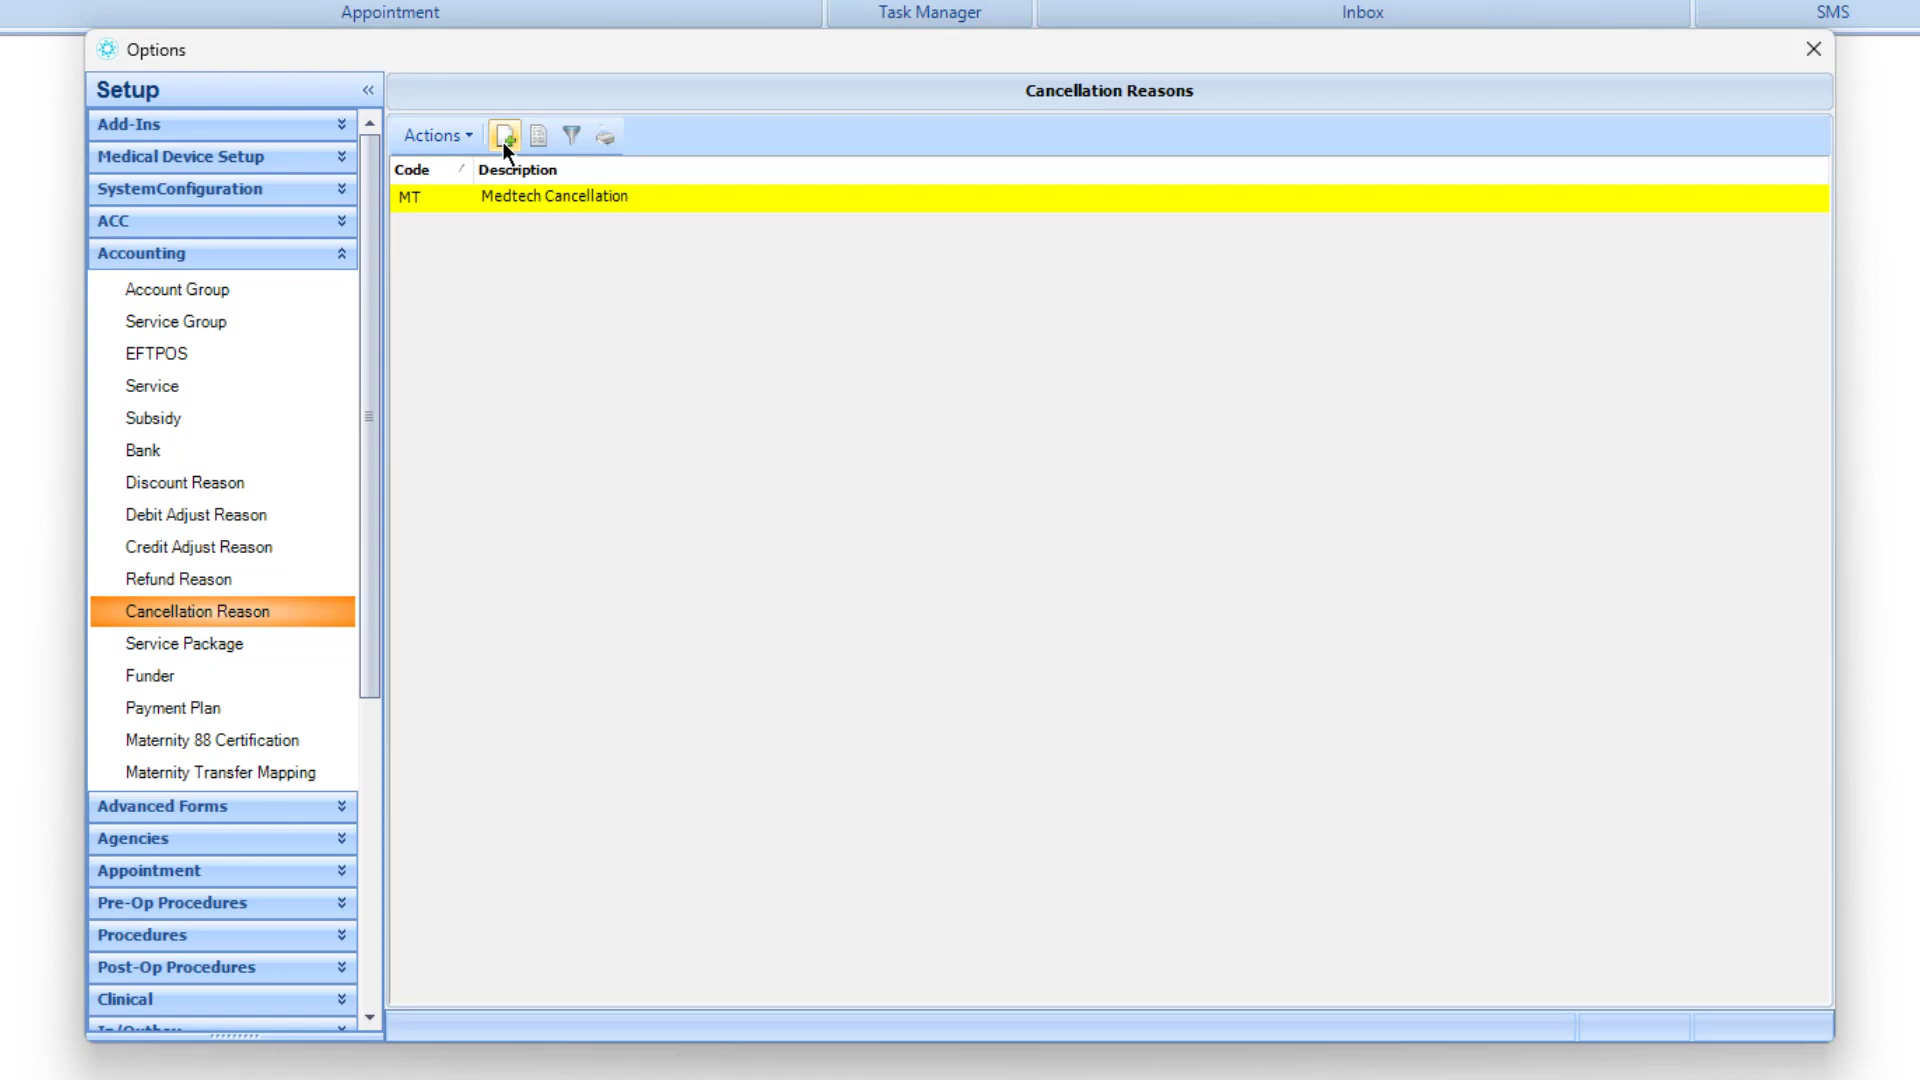 Appointment
Task Manager
Inbox
SMS
Options
Setup
Add-Ins
Medical Device Setup
SystemConfiguration
ACC
Accounting
Account Group
Service Group
EFTPOS
Service
Subsidy
Bank
Discount Reason
Debit Adjust Reason
Credit Adjust Reason
Refund Reason
Cancellation Reason
Service Package
Funder
Payment Plan
Maternity 88 Certification
Maternity Transfer Mapping
Advanced Forms
Agencies
Appointment
Pre-Op Procedures
Procedures
Post-Op Procedures
Clinical
In/Outbox
Cancellation Reasons
Actions
Code Description
MT Medtech Cancellation